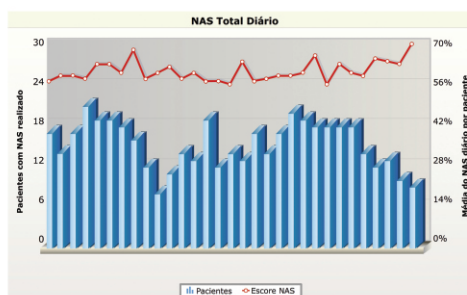 NAS Total Diário
30
24
18
12
6
0
Pacientes com NAS realizado
70%
56%
42%
28%
14%
0%
Média do NAS diário por paciente
Pacientes
Escore NAS